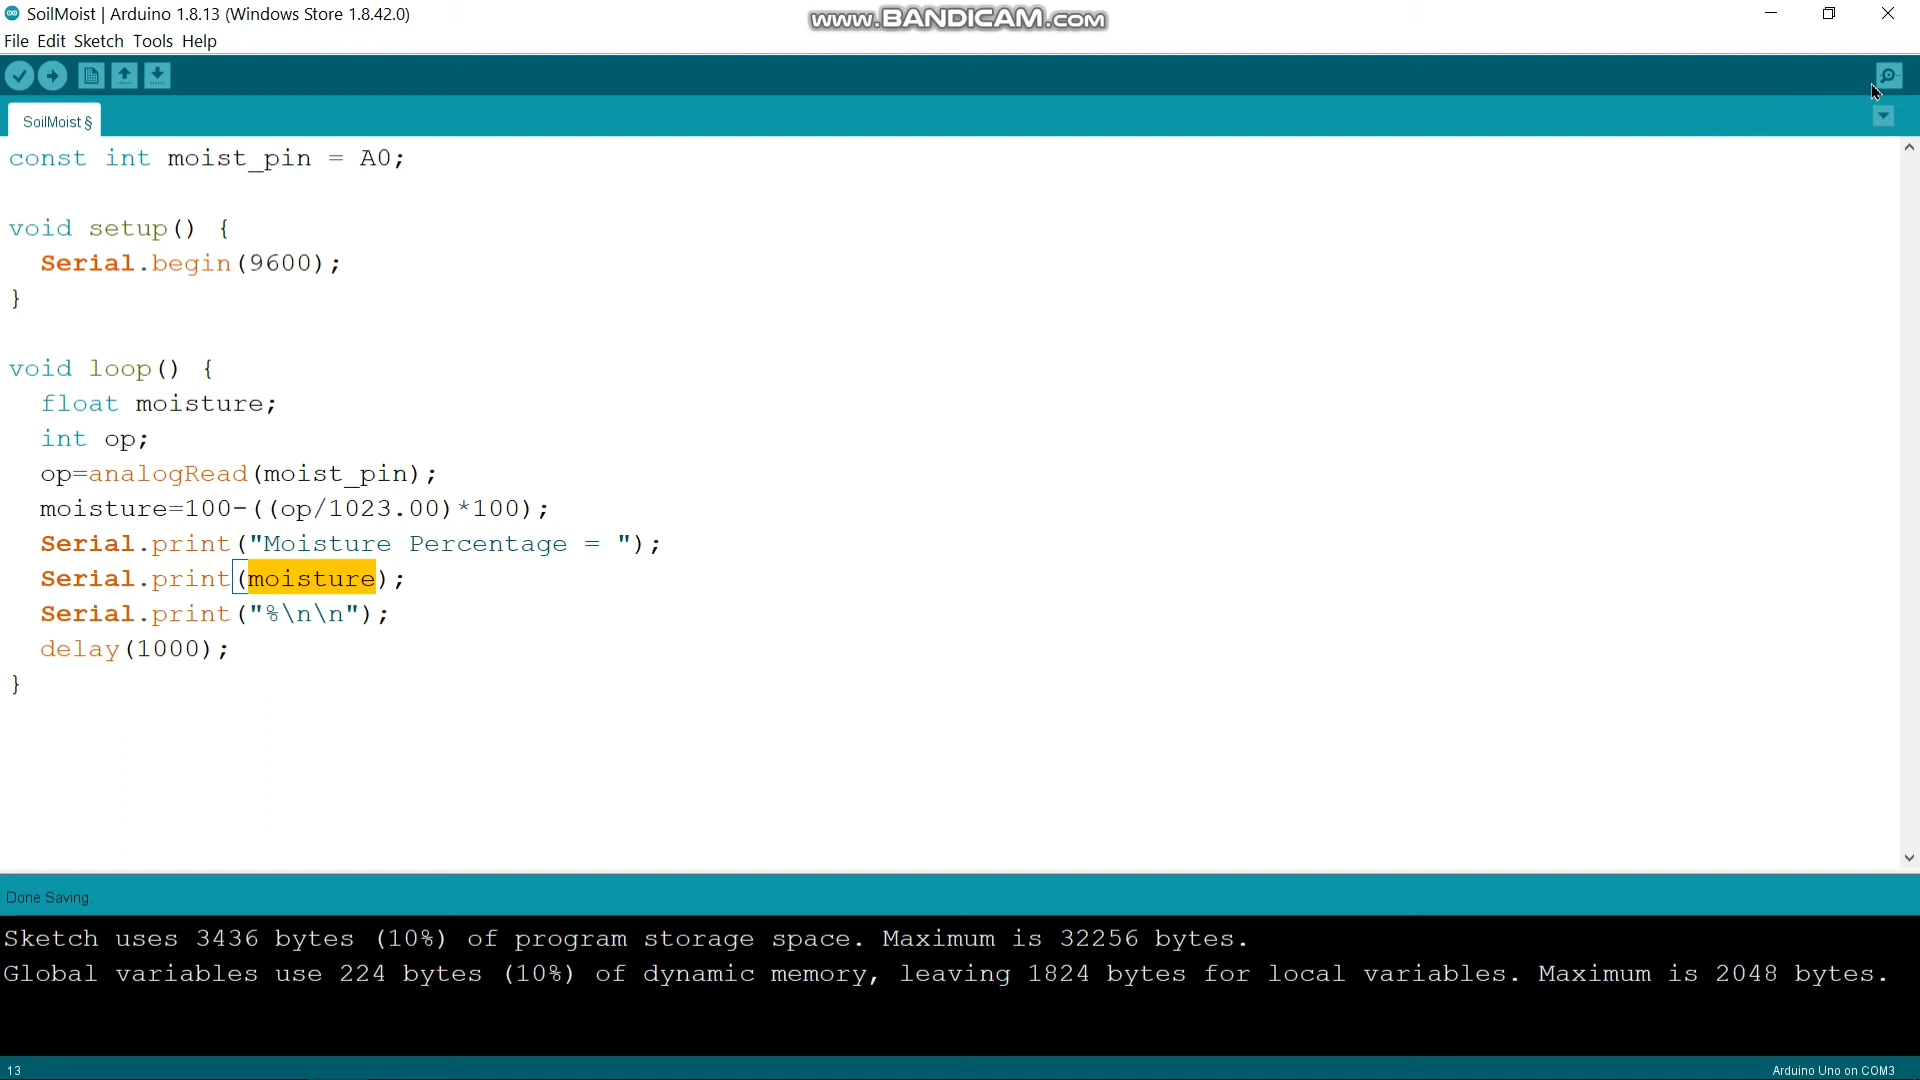 SoilMoist | Arduino 1.8.13 (Windows Store 1.8.42.0)
www.BANDICAM.com
File Edit Sketch Tools Help
SoilMoist §
const int moist_pin = A0;
void setup() {
  Serial.begin(9600);
}
void loop() {
  float moisture;
  int op;
  op=analogRead(moist_pin);
  moisture=100-((op/1023.00)*100);
  Serial.print("Moisture Percentage = ");
  Serial.print(moisture);
  Serial.print("%\n\n");
  delay(1000);
}
Done Saving.
Sketch uses 3436 bytes (10%) of program storage space. Maximum is 32256 bytes.
Global variables use 224 bytes (10%) of dynamic memory, leaving 1824 bytes for local variables. Maximum is 2048 bytes.
13
Arduino Uno on COM3